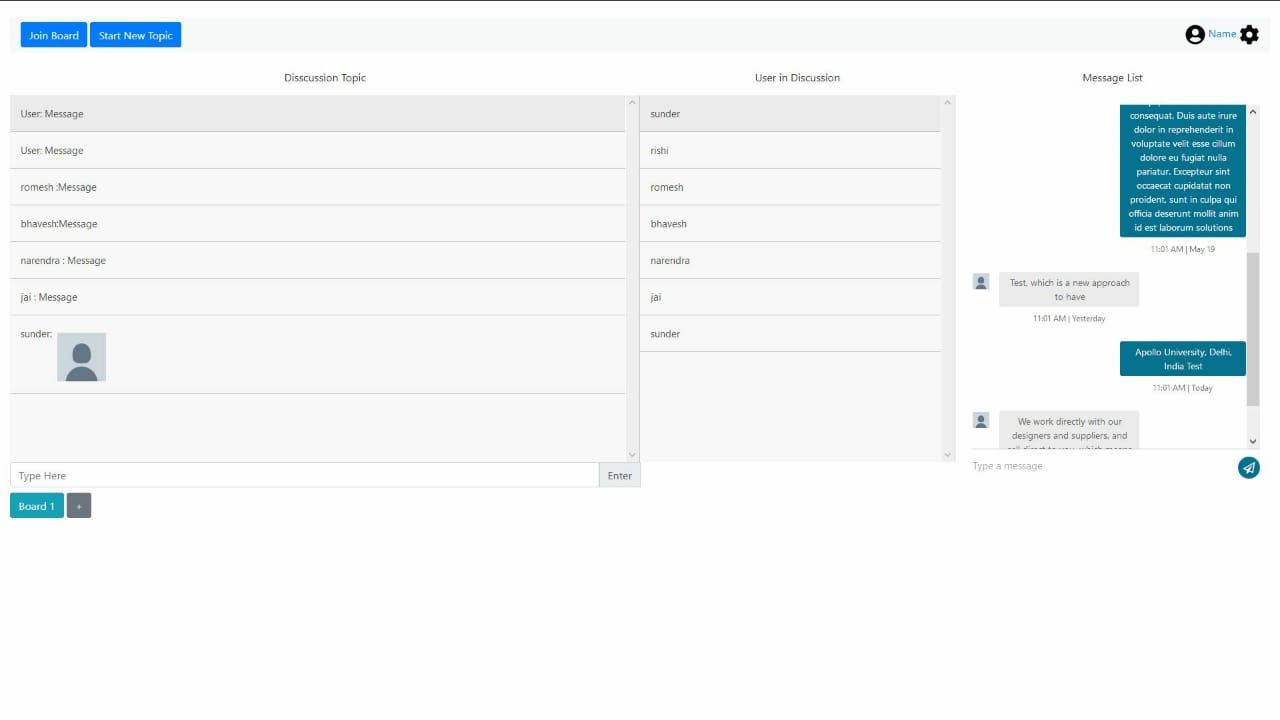 Join Board
Start New Topic
Name
Disscussion Topic
User in Discussion
Message List
User: Message
User: Message
romesh :Message
bhavesh:Message
narendra : Message
jai : Message
sunder:
Type Here
Enter
Board 1
+
sunder
rishi
romesh
bhavesh
narendra
jai
sunder
consequat. Duis aute irure
dolor in reprehenderit in
voluptate velit esse cillum
dolore eu fugiat nulla
pariatur. Excepteur sint
occaecat cupidatat non
proident, sunt in culpa qui
officia deserunt mollit anim
id est laborum solutions
11:01 AM | May 19
Test, which is a new approach
to have
11:01 AM | Yesterday
Apollo University, Delhi,
India Test
11:01 AM | Today
We work directly with our
designers and suppliers, and
Type a message